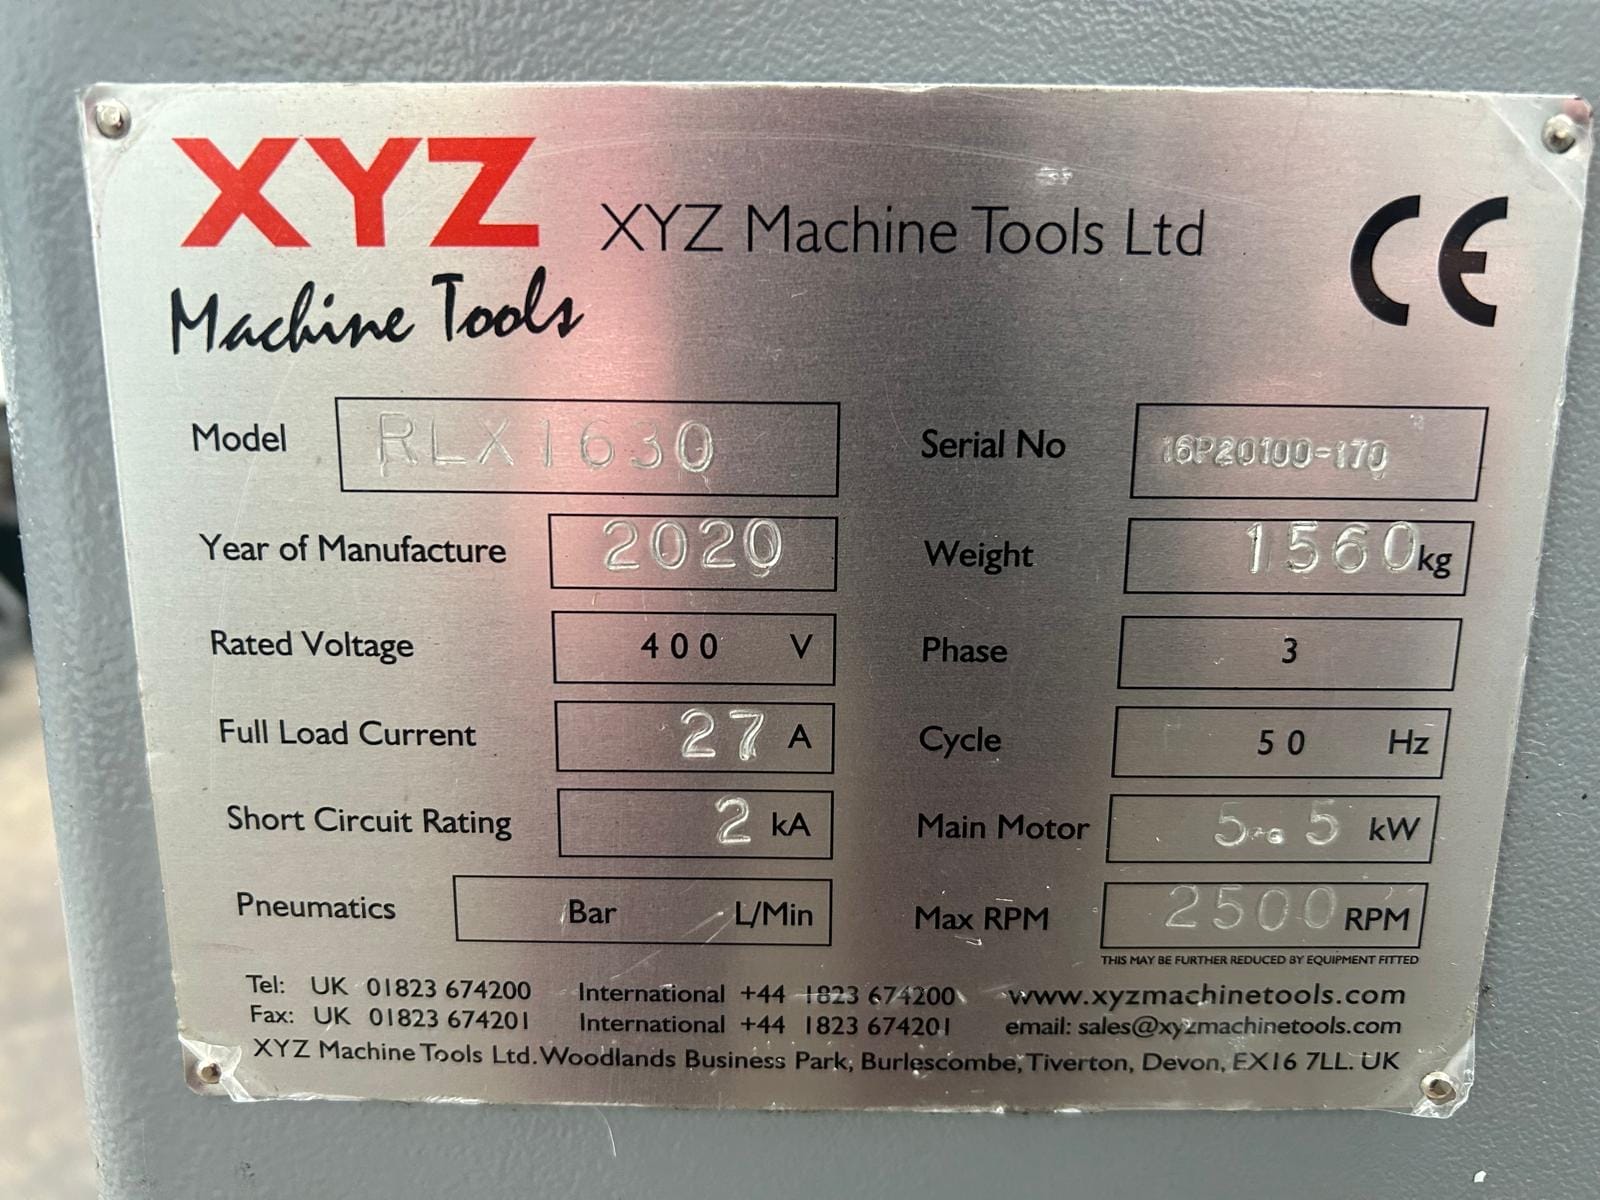 XYZ
Machine Tools
XYZ Machine Tools Ltd
CE
Model RLX1630
Serial No 16P20100-170
Year of Manufacture 2020
Weight 1560 kg
Rated Voltage 400 V
Phase 3
Full Load Current 27 A
Cycle 50 Hz
Short Circuit Rating 2 kA
Main Motor 5.5 kW
Pneumatics Bar L/Min
Max RPM 2500 RPM
THIS MAY BE FURTHER REDUCED BY EQUIPMENT FITTED
Tel: UK 01823 674200 International +44 1823 674200 www.xyzmachinetools.com
Fax: UK 01823 674201 International +44 1823 674201 email: sales@xyzmachinetools.com
XYZ Machine Tools Ltd. Woodlands Business Park, Burlescombe, Tiverton, Devon, EX16 7LL. UK